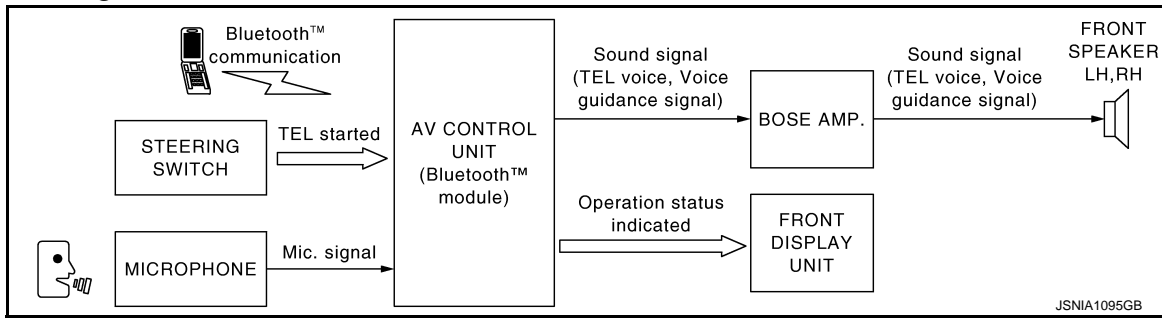 Bluetooth™
communication
STEERING
SWITCH
TEL started
MICROPHONE
Mic. signal
AV CONTROL
UNIT
(Bluetooth™
module)
Sound signal
(TEL voice, Voice
guidance signal)
BOSE AMP.
Sound signal
(TEL voice, Voice
guidance signal)
FRONT
SPEAKER
LH,RH
Operation status
indicated
FRONT
DISPLAY
UNIT
JSNIA1095GB